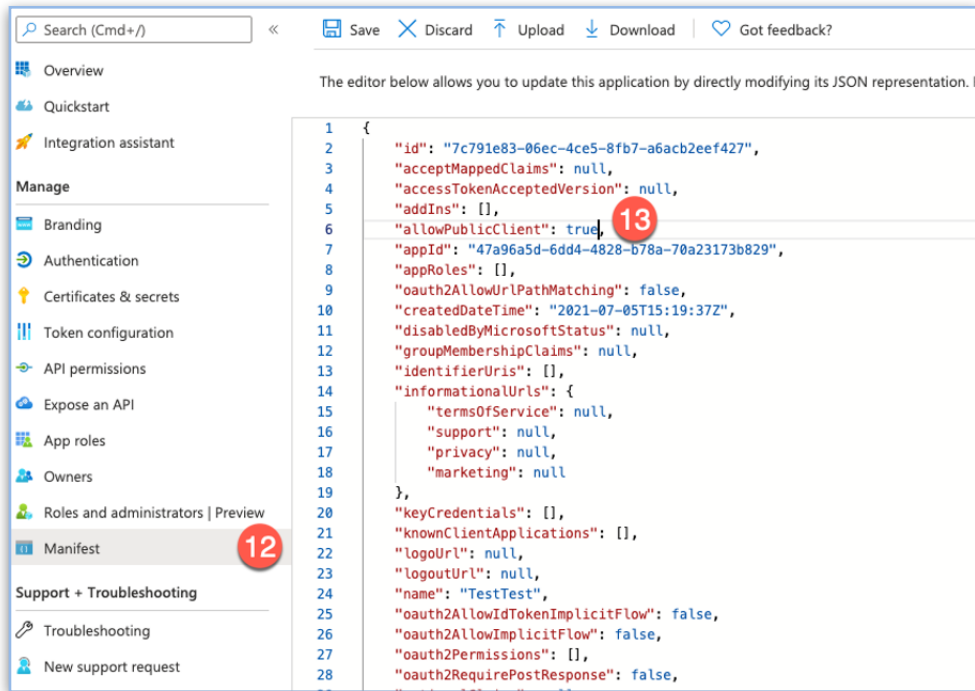 Search (Cmd+/)
«
Save
Discard
Upload
Download
Got feedback?
Overview
Quickstart
Integration assistant
Manage
Branding
Authentication
Certificates & secrets
Token configuration
API permissions
Expose an API
App roles
Owners
Roles and administrators | Preview
Manifest
12
Support + Troubleshooting
Troubleshooting
New support request
The editor below allows you to update this application by directly modifying its JSON representation.
1 {
2 "id": "7c791e83-06ec-4ce5-8fb7-a6acb2eef427",
3 "acceptMappedClaims": null,
4 "accessTokenAcceptedVersion": null,
5 "addIns": [],
6 "allowPublicClient": true,
13
7 "appId": "47a96a5d-6dd4-4828-b78a-70a23173b829",
8 "appRoles": [],
9 "oauth2AllowUrlPathMatching": false,
10 "createdDateTime": "2021-07-05T15:19:37Z",
11 "disabledByMicrosoftStatus": null,
12 "groupMembershipClaims": null,
13 "identifierUris": [],
14 "informationalUrls": {
15 "termsOfService": null,
16 "support": null,
17 "privacy": null,
18 "marketing": null
19 },
20 "keyCredentials": [],
21 "knownClientApplications": [],
22 "logoUrl": null,
23 "logoutUrl": null,
24 "name": "TestTest",
25 "oauth2AllowIdTokenImplicitFlow": false,
26 "oauth2AllowImplicitFlow": false,
27 "oauth2Permissions": [],
28 "oauth2RequirePostResponse": false,